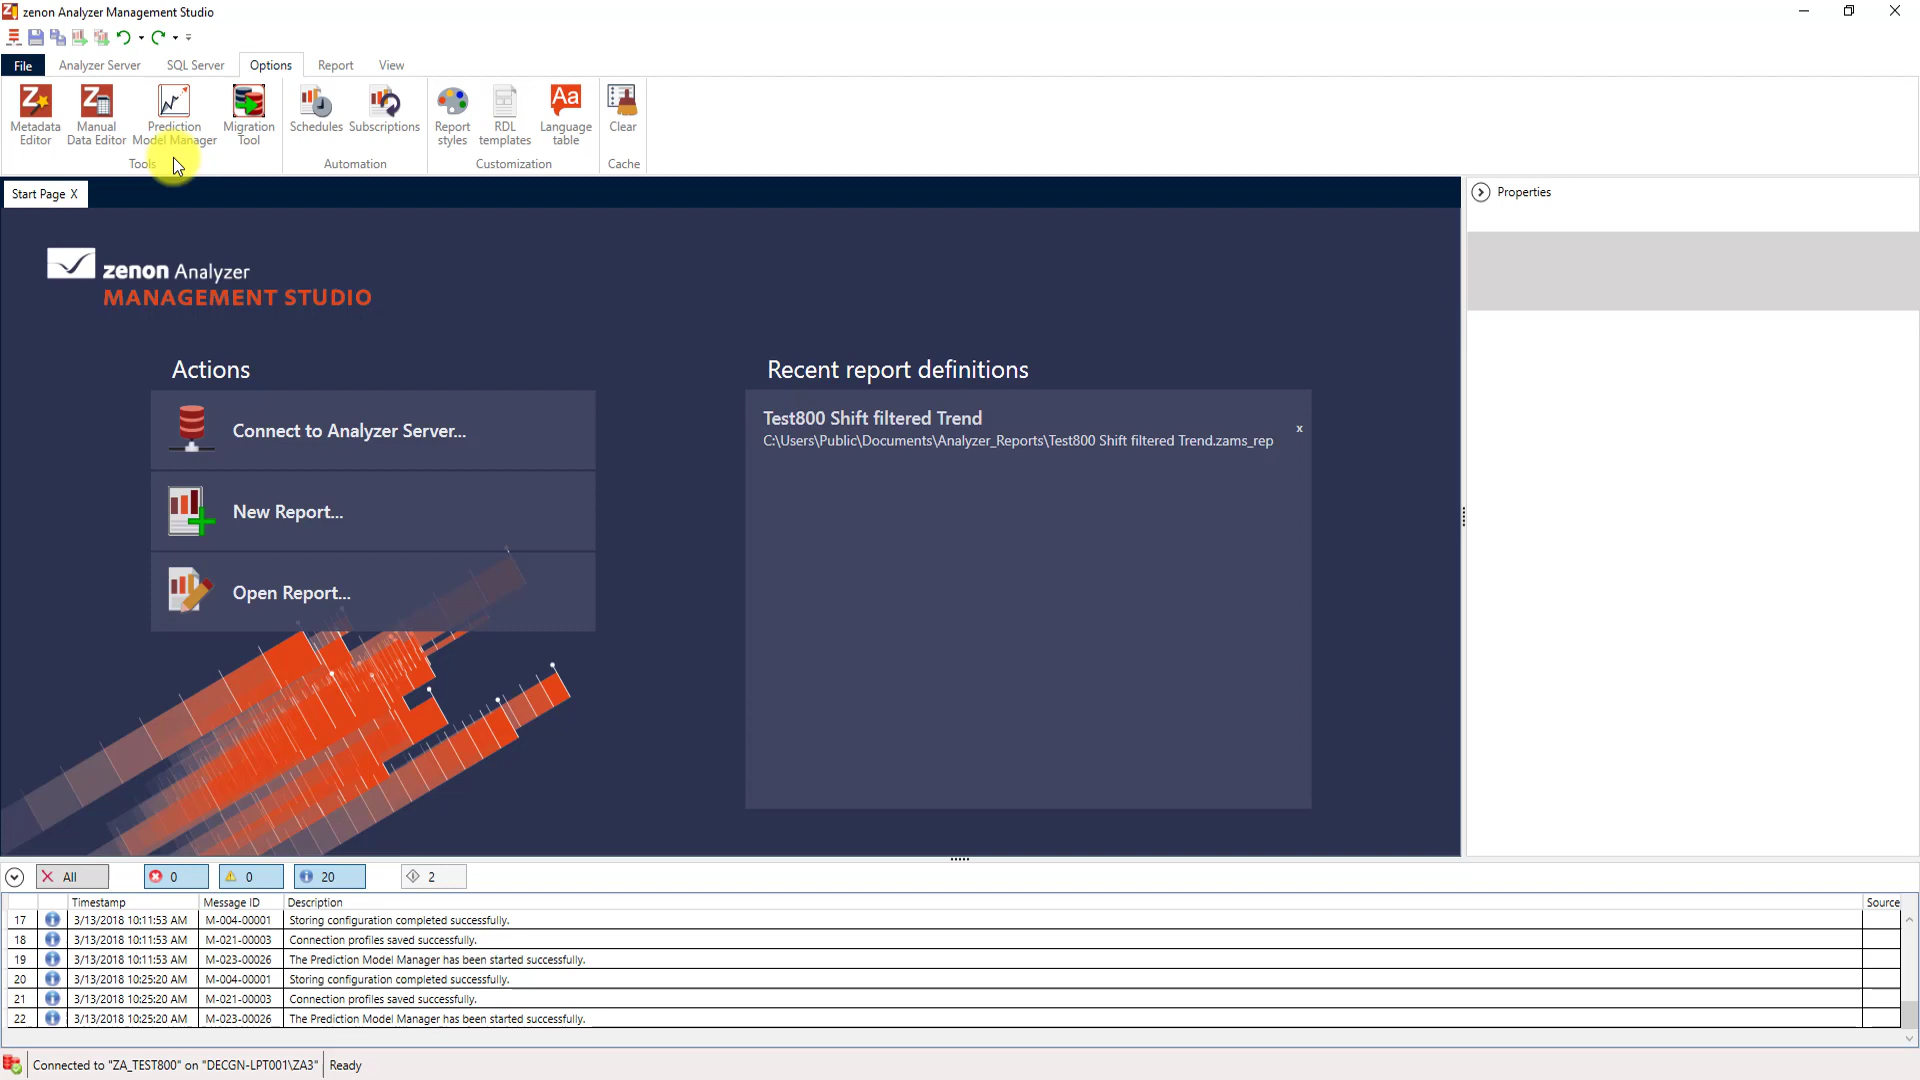 zenon Analyzer Management Studio
File Analyzer Server SQL Server Options Report View
Metadata Editor
Manual Data Editor
Prediction Model Manager
Migration Tool
Schedules
Subscriptions
Report styles
RDL templates
Language table
Clear
Tools Automation Customization Cache
Start Page X
Properties
zenon Analyzer
MANAGEMENT STUDIO
Actions
Connect to Analyzer Server...
New Report...
Open Report...
Recent report definitions
Test800 Shift filtered Trend
x
C:\Users\Public\Documents\Analyzer_Reports\Test800 Shift filtered Trend.zams_rep
All 0 0 20 2
Timestamp Message ID Description Source
17 3/13/2018 10:11:53 AM M-004-00001 Storing configuration completed successfully.
18 3/13/2018 10:11:53 AM M-021-00003 Connection profiles saved successfully.
19 3/13/2018 10:11:53 AM M-023-00026 The Prediction Model Manager has been started successfully.
20 3/13/2018 10:25:20 AM M-004-00001 Storing configuration completed successfully.
21 3/13/2018 10:25:20 AM M-021-00003 Connection profiles saved successfully.
22 3/13/2018 10:25:20 AM M-023-00026 The Prediction Model Manager has been started successfully.
Connected to "ZA_TEST800" on "DECGN-LPT001\ZA3" Ready